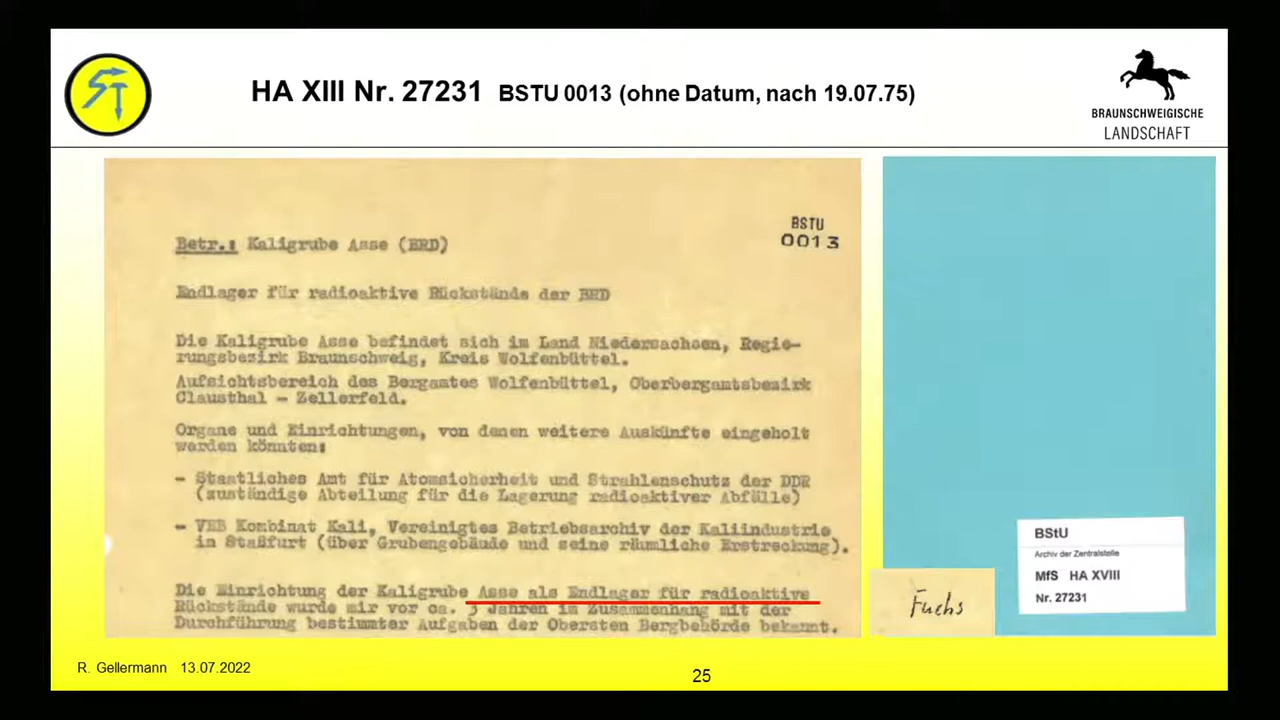 ST
HA XIII Nr. 27231 BSTU 0013 (ohne Datum, nach 19.07.75)
BRAUNSCHWEIGISCHE
LANDSCHAFT
BSTU
0013
Betr.: Kaligrube Asse (BRD)
Endlager für radioaktive Rückstände der BRD
Die Kaligrube Asse befindet sich im Land Niedersachsen, Regie-
rungsbezirk Braunschweig, Kreis Wolfenbüttel.
Aufsichtsbereich des Bergamtes Wolfenbüttel, Oberbergamtsbezirk
Clausthal - Zellerfeld.
Organe und Einrichtungen, von denen weitere Auskünfte eingeholt
werden könnten:
- Staatliches Amt für Atomsicherheit und Strahlenschutz der DDR
(zuständige Abteilung für die Lagerung radioaktiver Abfälle)
- VEB Kombinat Kali, Vereinigtes Betriebsarchiv der Kaliindustrie
in Staßfurt (über Grubengebäude und seine räumliche Erstreckung).
Die Einrichtung der Kaligrube Asse als Endlager für radioaktive
Rückstände wurde mir vor ca. 3 Jahren im Zusammenhang mit der
Durchführung bestimmter Aufgaben der Obersten Bergbehörde bekannt.
Fuchs
BStU
Archiv der Zentralstelle
MfS HA XVIII
Nr. 27231
R. Gellermann 13.07.2022
25